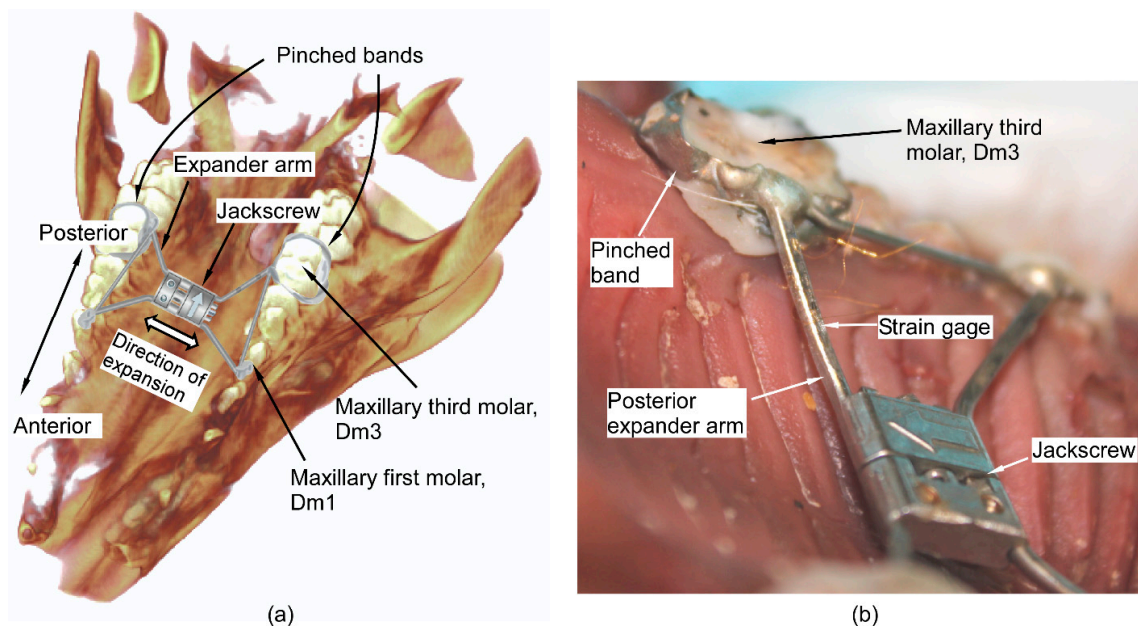 Pinched bands
Expander arm
Jackscrew
Posterior
Direction of
expansion
Anterior
Maxillary third molar,
Dm3
Maxillary first molar,
Dm1
(a)
Maxillary third
molar, Dm3
Pinched
band
Strain gage
Posterior
expander arm
Jackscrew
(b)